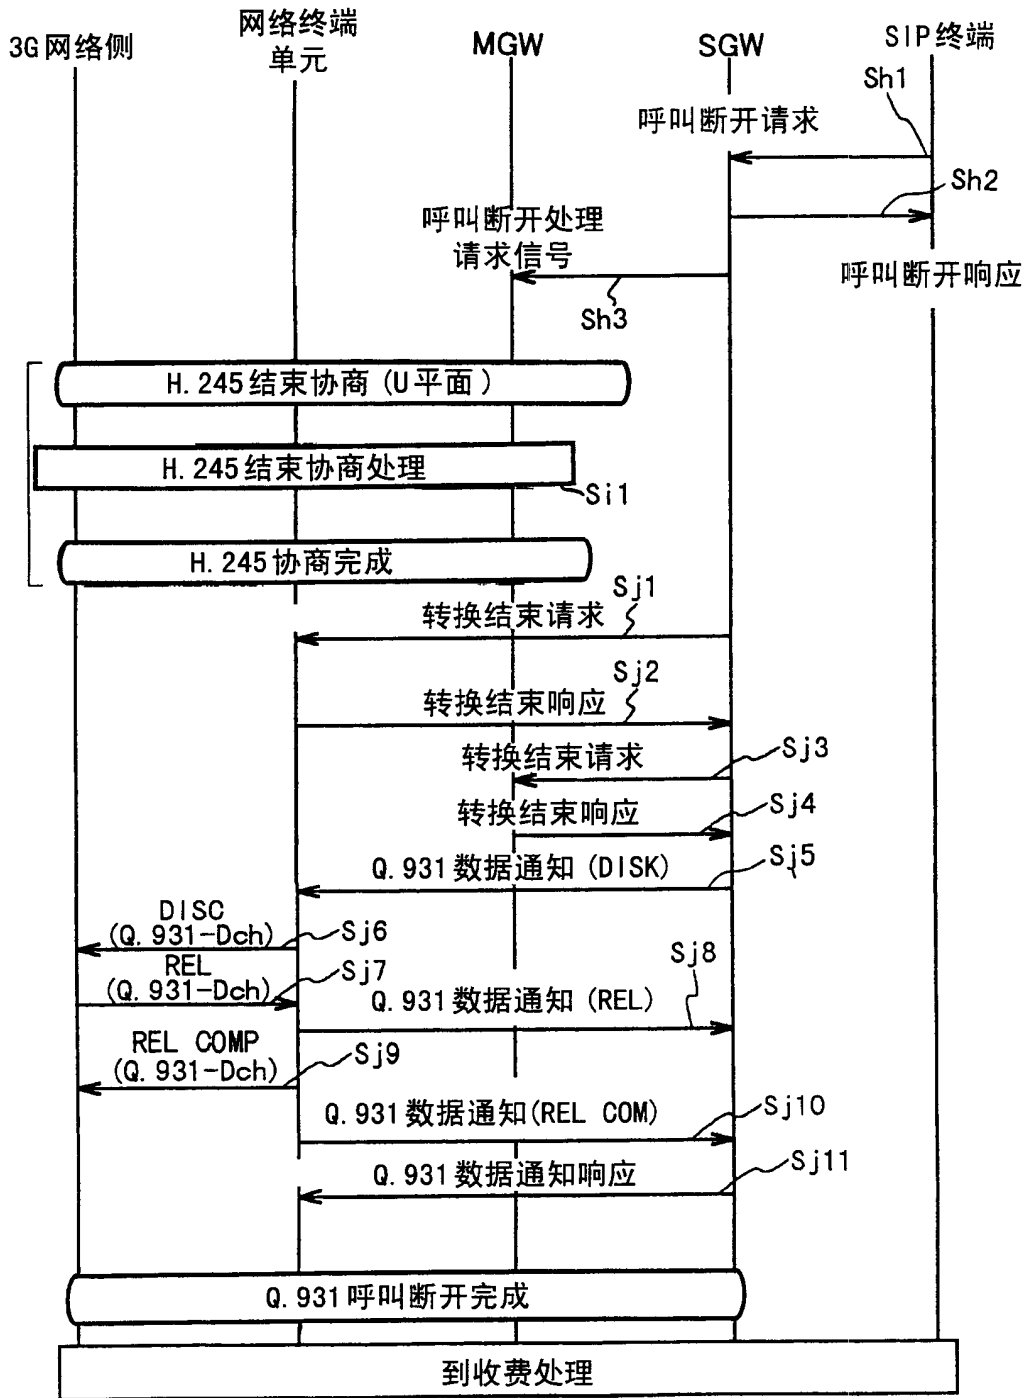 3G网络侧
网络终端
单元
MGW
SGW
SIP终端
Sh1
呼叫断开请求
Sh2
呼叫断开处理
请求信号
呼叫断开响应
Sh3
H.245结束协商(U平面)
H.245结束协商处理
Si1
H.245协商完成
Sj1
转换结束请求
Sj2
转换结束响应
转换结束请求
Sj3
转换结束响应
Sj4
Q.931数据通知(DISK)
Sj5
DISC
(Q.931-Dch)
Sj6
REL
(Q.931-Dch)
Sj7
Q.931数据通知(REL)
Sj8
REL COMP
(Q.931-Dch)
Sj9
Q.931数据通知(REL COM)
Sj10
Q.931数据通知响应
Sj11
Q.931呼叫断开完成
到收费处理